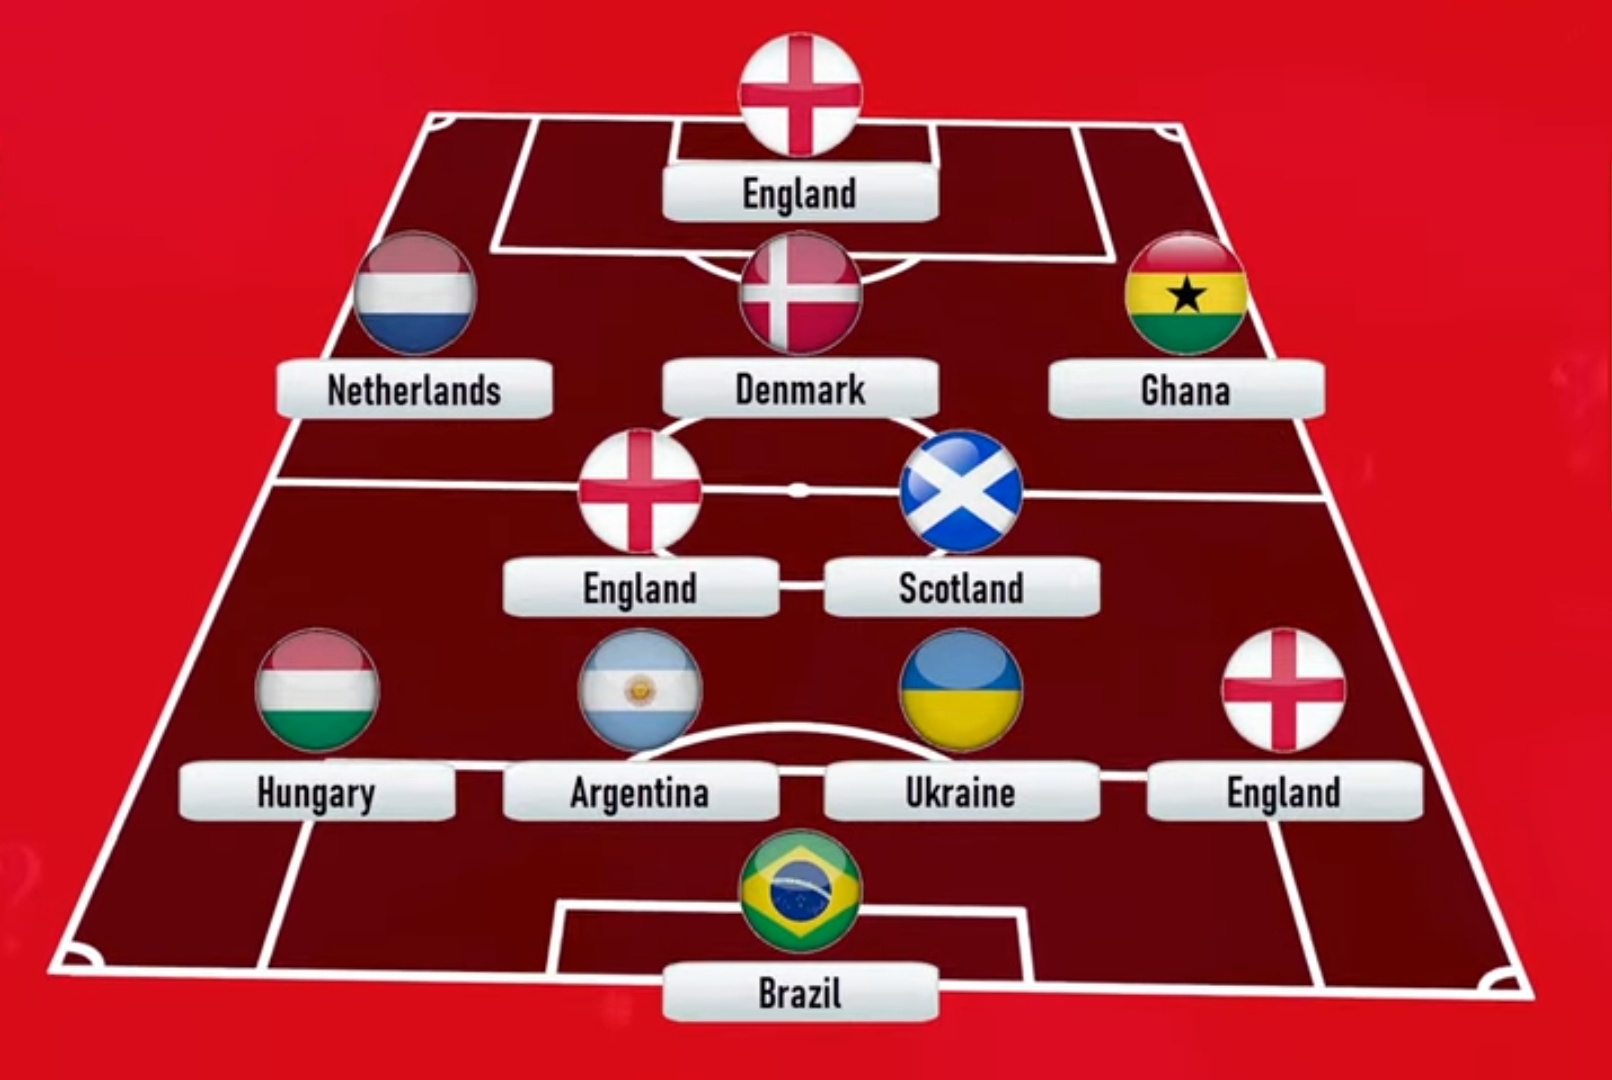 England
Netherlands
Denmark
Ghana
England
Scotland
Hungary
Argentina
Ukraine
England
Brazil